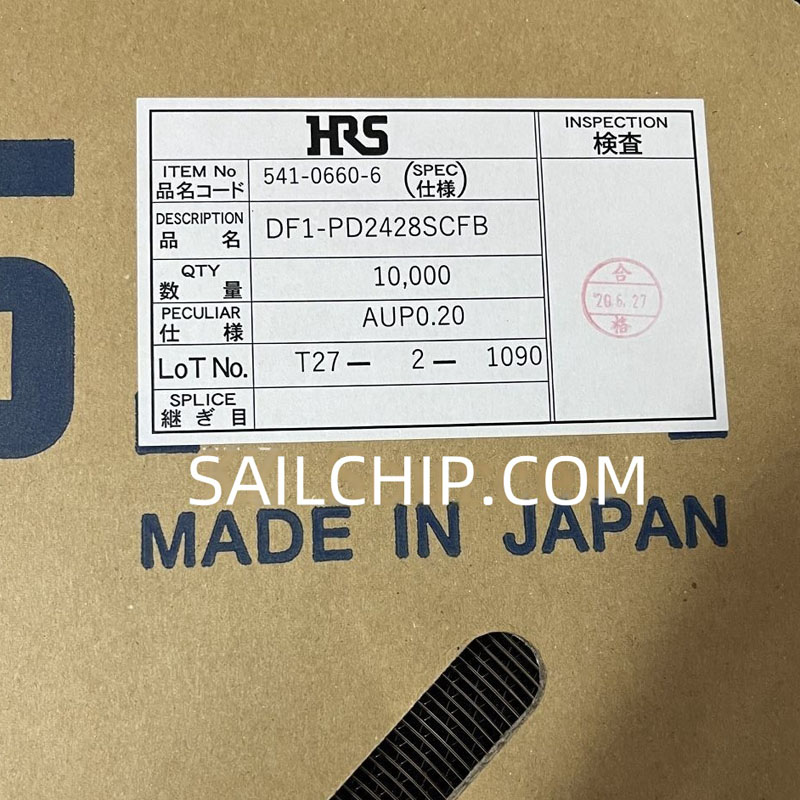 HRS
INSPECTION
検査
ITEM No
品名コード
541-0660-6
(SPEC
仕様)
DESCRIPTION
品 名
DF1-PD2428SCFB
QTY
数 量
10,000
PECULIAR
仕 様
AUP0.20
LoT No.
T27 — 2 — 1090
SPLICE
継ぎ目
合
'20.6.27
格
SAILCHIP.COM
MADE IN JAPAN